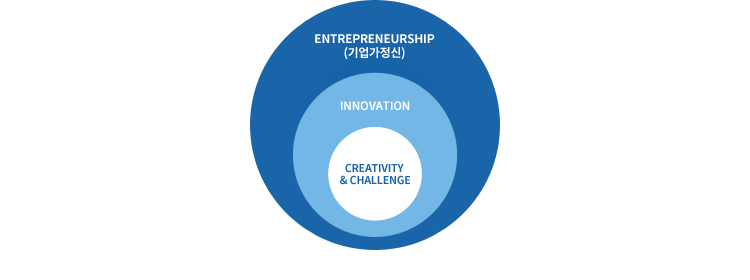 ENTREPRENEURSHIP
(기업가정신)
INNOVATION
CREATIVITY
& CHALLENGE